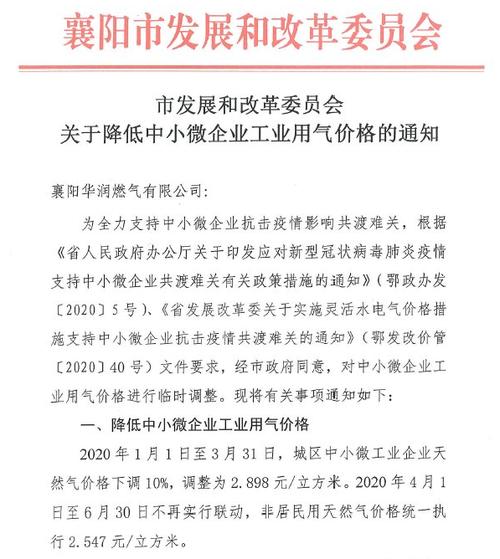 襄阳市发展和改革委员会
市发展和改革委员会
关于降低中小微企业工业用气价格的通知
襄阳华润燃气有限公司:
为全力支持中小微企业抗击疫情影响共渡难关，根据
《省人民政府办公厅关于印发应对新型冠状病毒肺炎疫情
支持中小微企业共渡难关有关政策措施的通知》（鄂政办发
〔2020〕5号）、《省发展改革委关于实施灵活水电气价格措
施支持中小微企业抗击疫情共渡难关的通知》（鄂发改价管
〔2020〕40号）文件要求，经市政府同意，对中小微企业工
业用气价格进行临时调整。现将有关事项通知如下：
一、降低中小微企业工业用气价格
2020年1月1日至3月31日，城区中小微工业企业天
然气价格下调10%，调整为2.898元/立方米。2020年4月1
日至6月30日不再实行联动，非居民用天然气价格统一执
行2.547元/立方米。